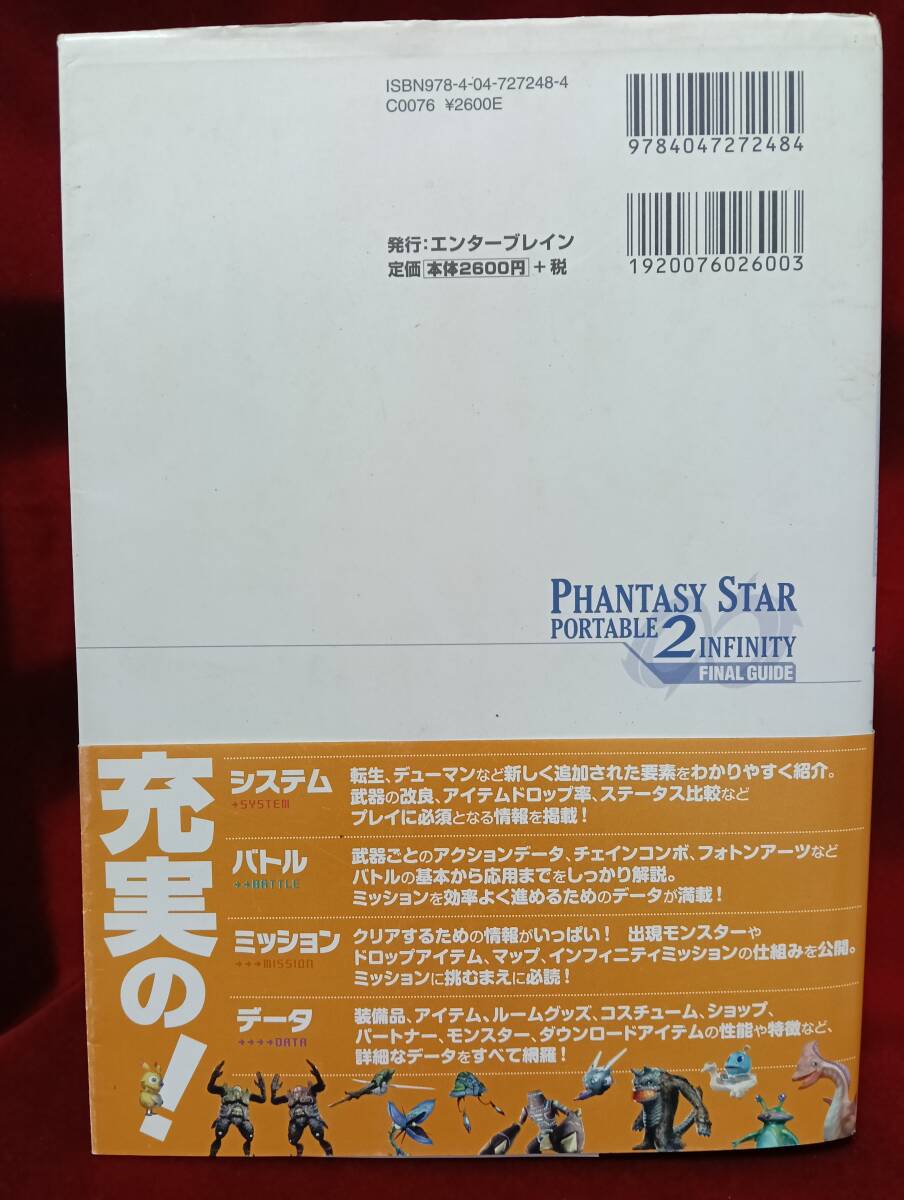 ISBN978-4-04-727248-4
C0076 ¥2600E
9784047272484
発行:エンターブレイン
定価 本体2600円 +税
1920076026003
PHANTASY STAR
PORTABLE 2 INFINITY
FINAL GUIDE
充実の!
システム
→SYSTEM
転生、デューマンなど新しく追加された要素をわかりやすく紹介。
武器の改良、アイテムドロップ率、ステータス比較など
プレイに必須となる情報を掲載!
バトル
→→BATTLE
武器ごとのアクションデータ、チェインコンボ、フォトンアーツなど
バトルの基本から応用までをしっかり解説。
ミッションを効率よく進めるためのデータが満載!
ミッション
→→→MISSION
クリアするための情報がいっぱい! 出現モンスターや
ドロップアイテム、マップ、インフィニティミッションの仕組みを公開。
ミッションに挑むまえに必読!
データ
→→→→DATA
装備品、アイテム、ルームグッズ、コスチューム、ショップ、
パートナー、モンスター、ダウンロードアイテムの性能や特徴など、
詳細なデータをすべて網羅!